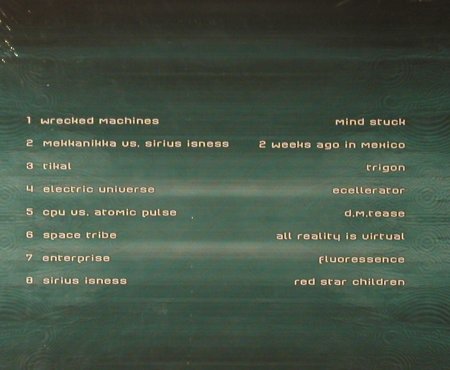 1 wrecked machines mind stuck
2 mekkanikka vs. sirius isness 2 weeks ago in mexico
3 tikal trigon
4 electric universe eccellerator
5 cpu vs. atomic pulse d.m.tease
6 space tribe all reality is virtual
7 enterprise fluoressence
8 sirius isness red star children